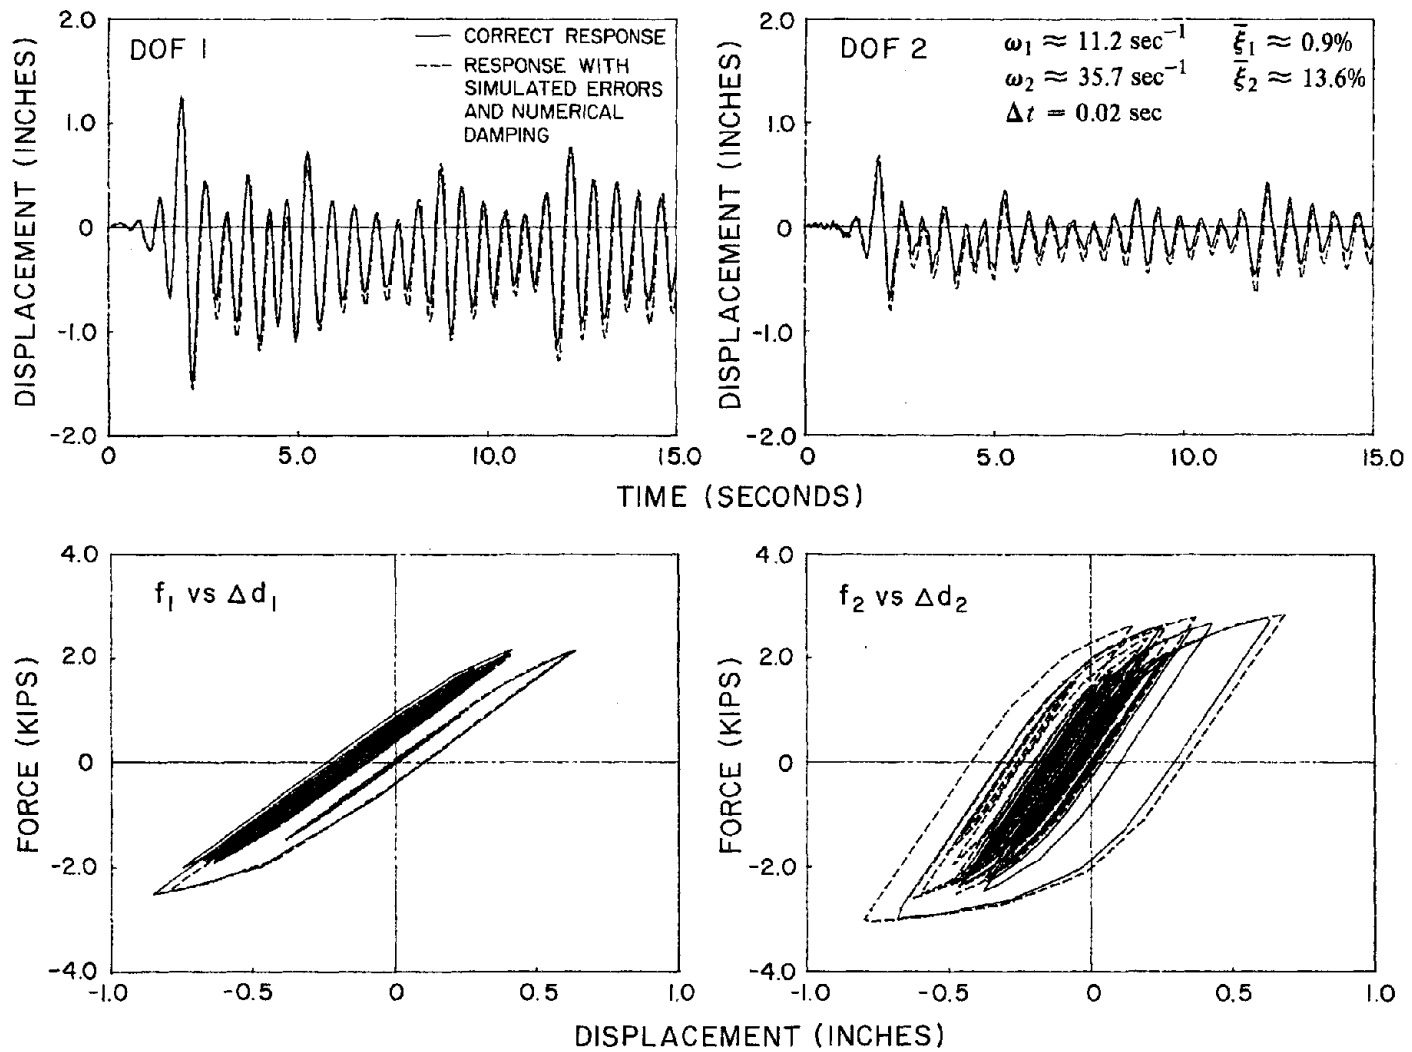 DOF 1
CORRECT RESPONSE
RESPONSE WITH
SIMULATED ERRORS
AND NUMERICAL
DAMPING
DISPLACEMENT (INCHES)
2.0
1.0
0
-1.0
-2.0
0
5.0
10.0
15.0
DOF 2
ω₁ ≈ 11.2 sec⁻¹
ξ̄₁ ≈ 0.9%
ω₂ ≈ 35.7 sec⁻¹
ξ̄₂ ≈ 13.6%
Δt = 0.02 sec
DISPLACEMENT (INCHES)
2.0
1.0
0
-1.0
-2.0
0
5.0
10.0
15.0
TIME (SECONDS)
f₁ vs Δd₁
FORCE (KIPS)
4.0
2.0
0
-2.0
-4.0
-1.0
-0.5
0
0.5
1.0
f₂ vs Δd₂
FORCE (KIPS)
4.0
2.0
0
-2.0
-4.0
-1.0
-0.5
0
0.5
1.0
DISPLACEMENT (INCHES)